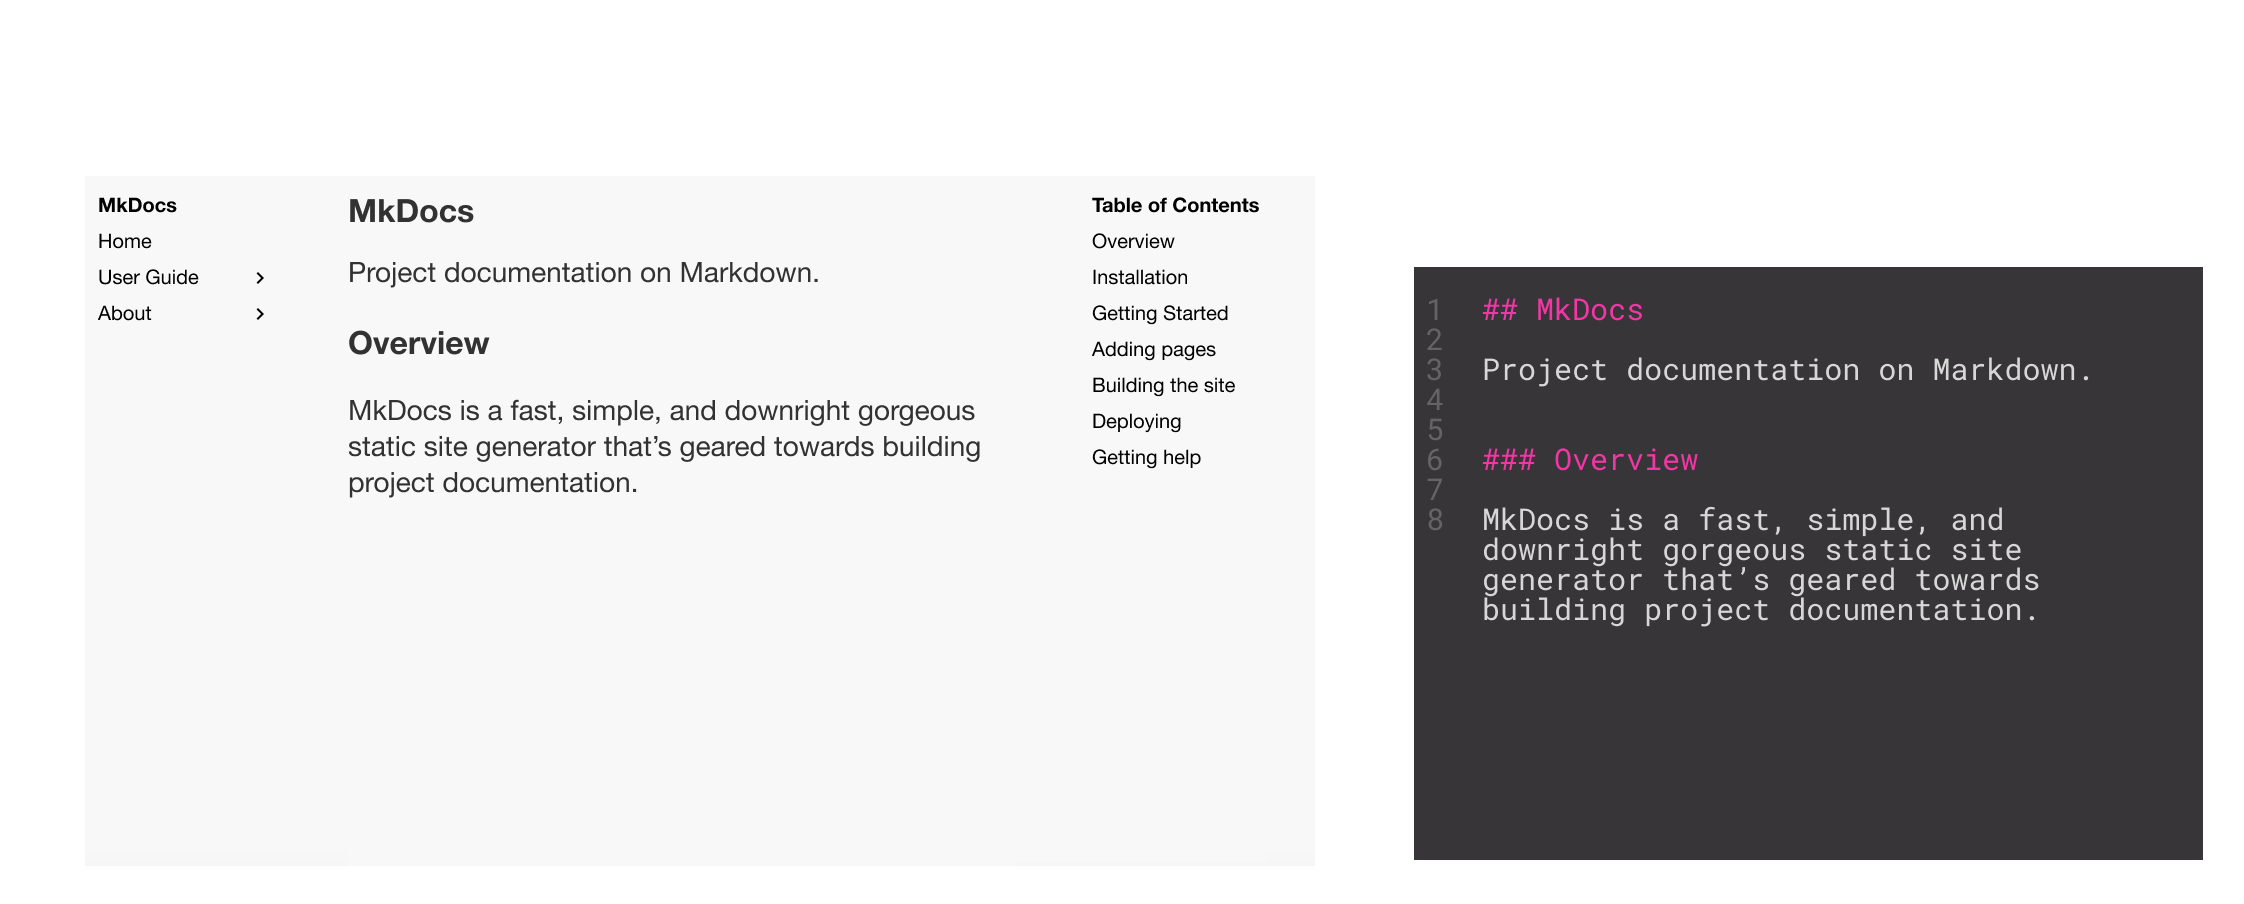 MkDocs
Home
User Guide
About
MkDocs
Project documentation on Markdown.
Overview
MkDocs is a fast, simple, and downright gorgeous
static site generator that’s geared towards building
project documentation.
Table of Contents
Overview
Installation
Getting Started
Adding pages
Building the site
Deploying
Getting help
1 ## MkDocs
2
3 Project documentation on Markdown.
4
5
6 ### Overview
7
8 MkDocs is a fast, simple, and
downright gorgeous static site
generator that’s geared towards
building project documentation.